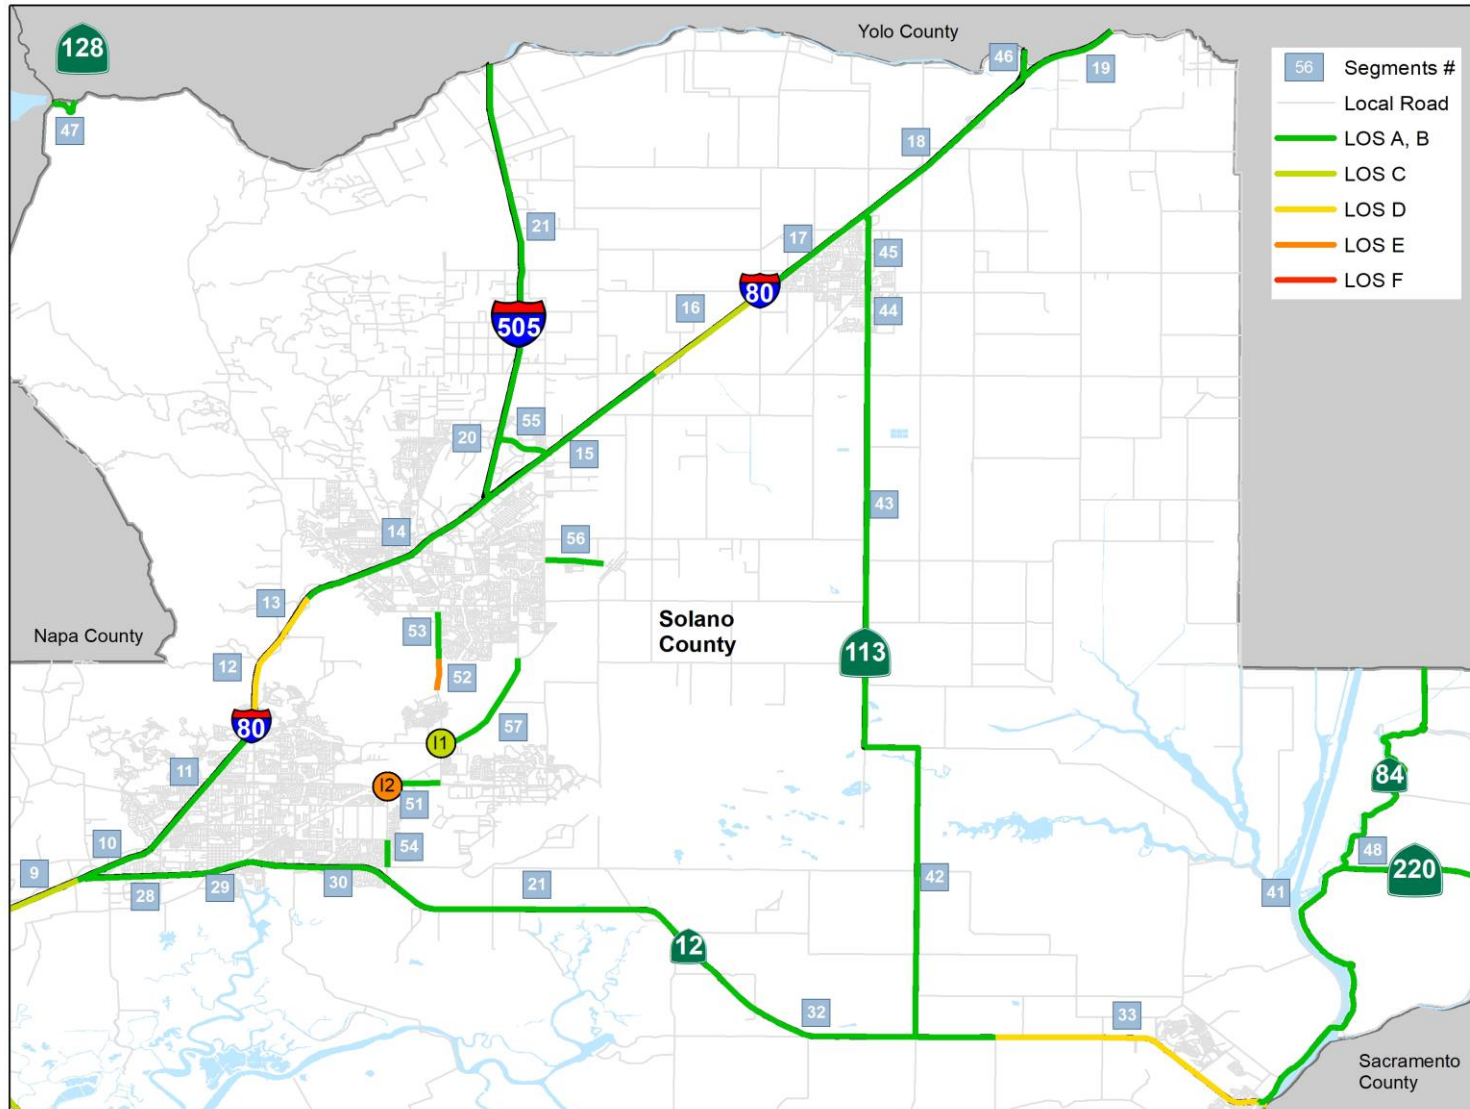 128
Yolo County
46
19
56 Segments #
Local Road
LOS A, B
LOS C
LOS D
LOS E
LOS F
47
18
21
17
45
80
16
44
505
55
20
15
43
14
56
13
53
Solano
County
Napa County
12
52
113
80
57
I1
11
I2
84
51
10
54
48
9
220
28
29
30
21
42
41
12
32
33
Sacramento
County